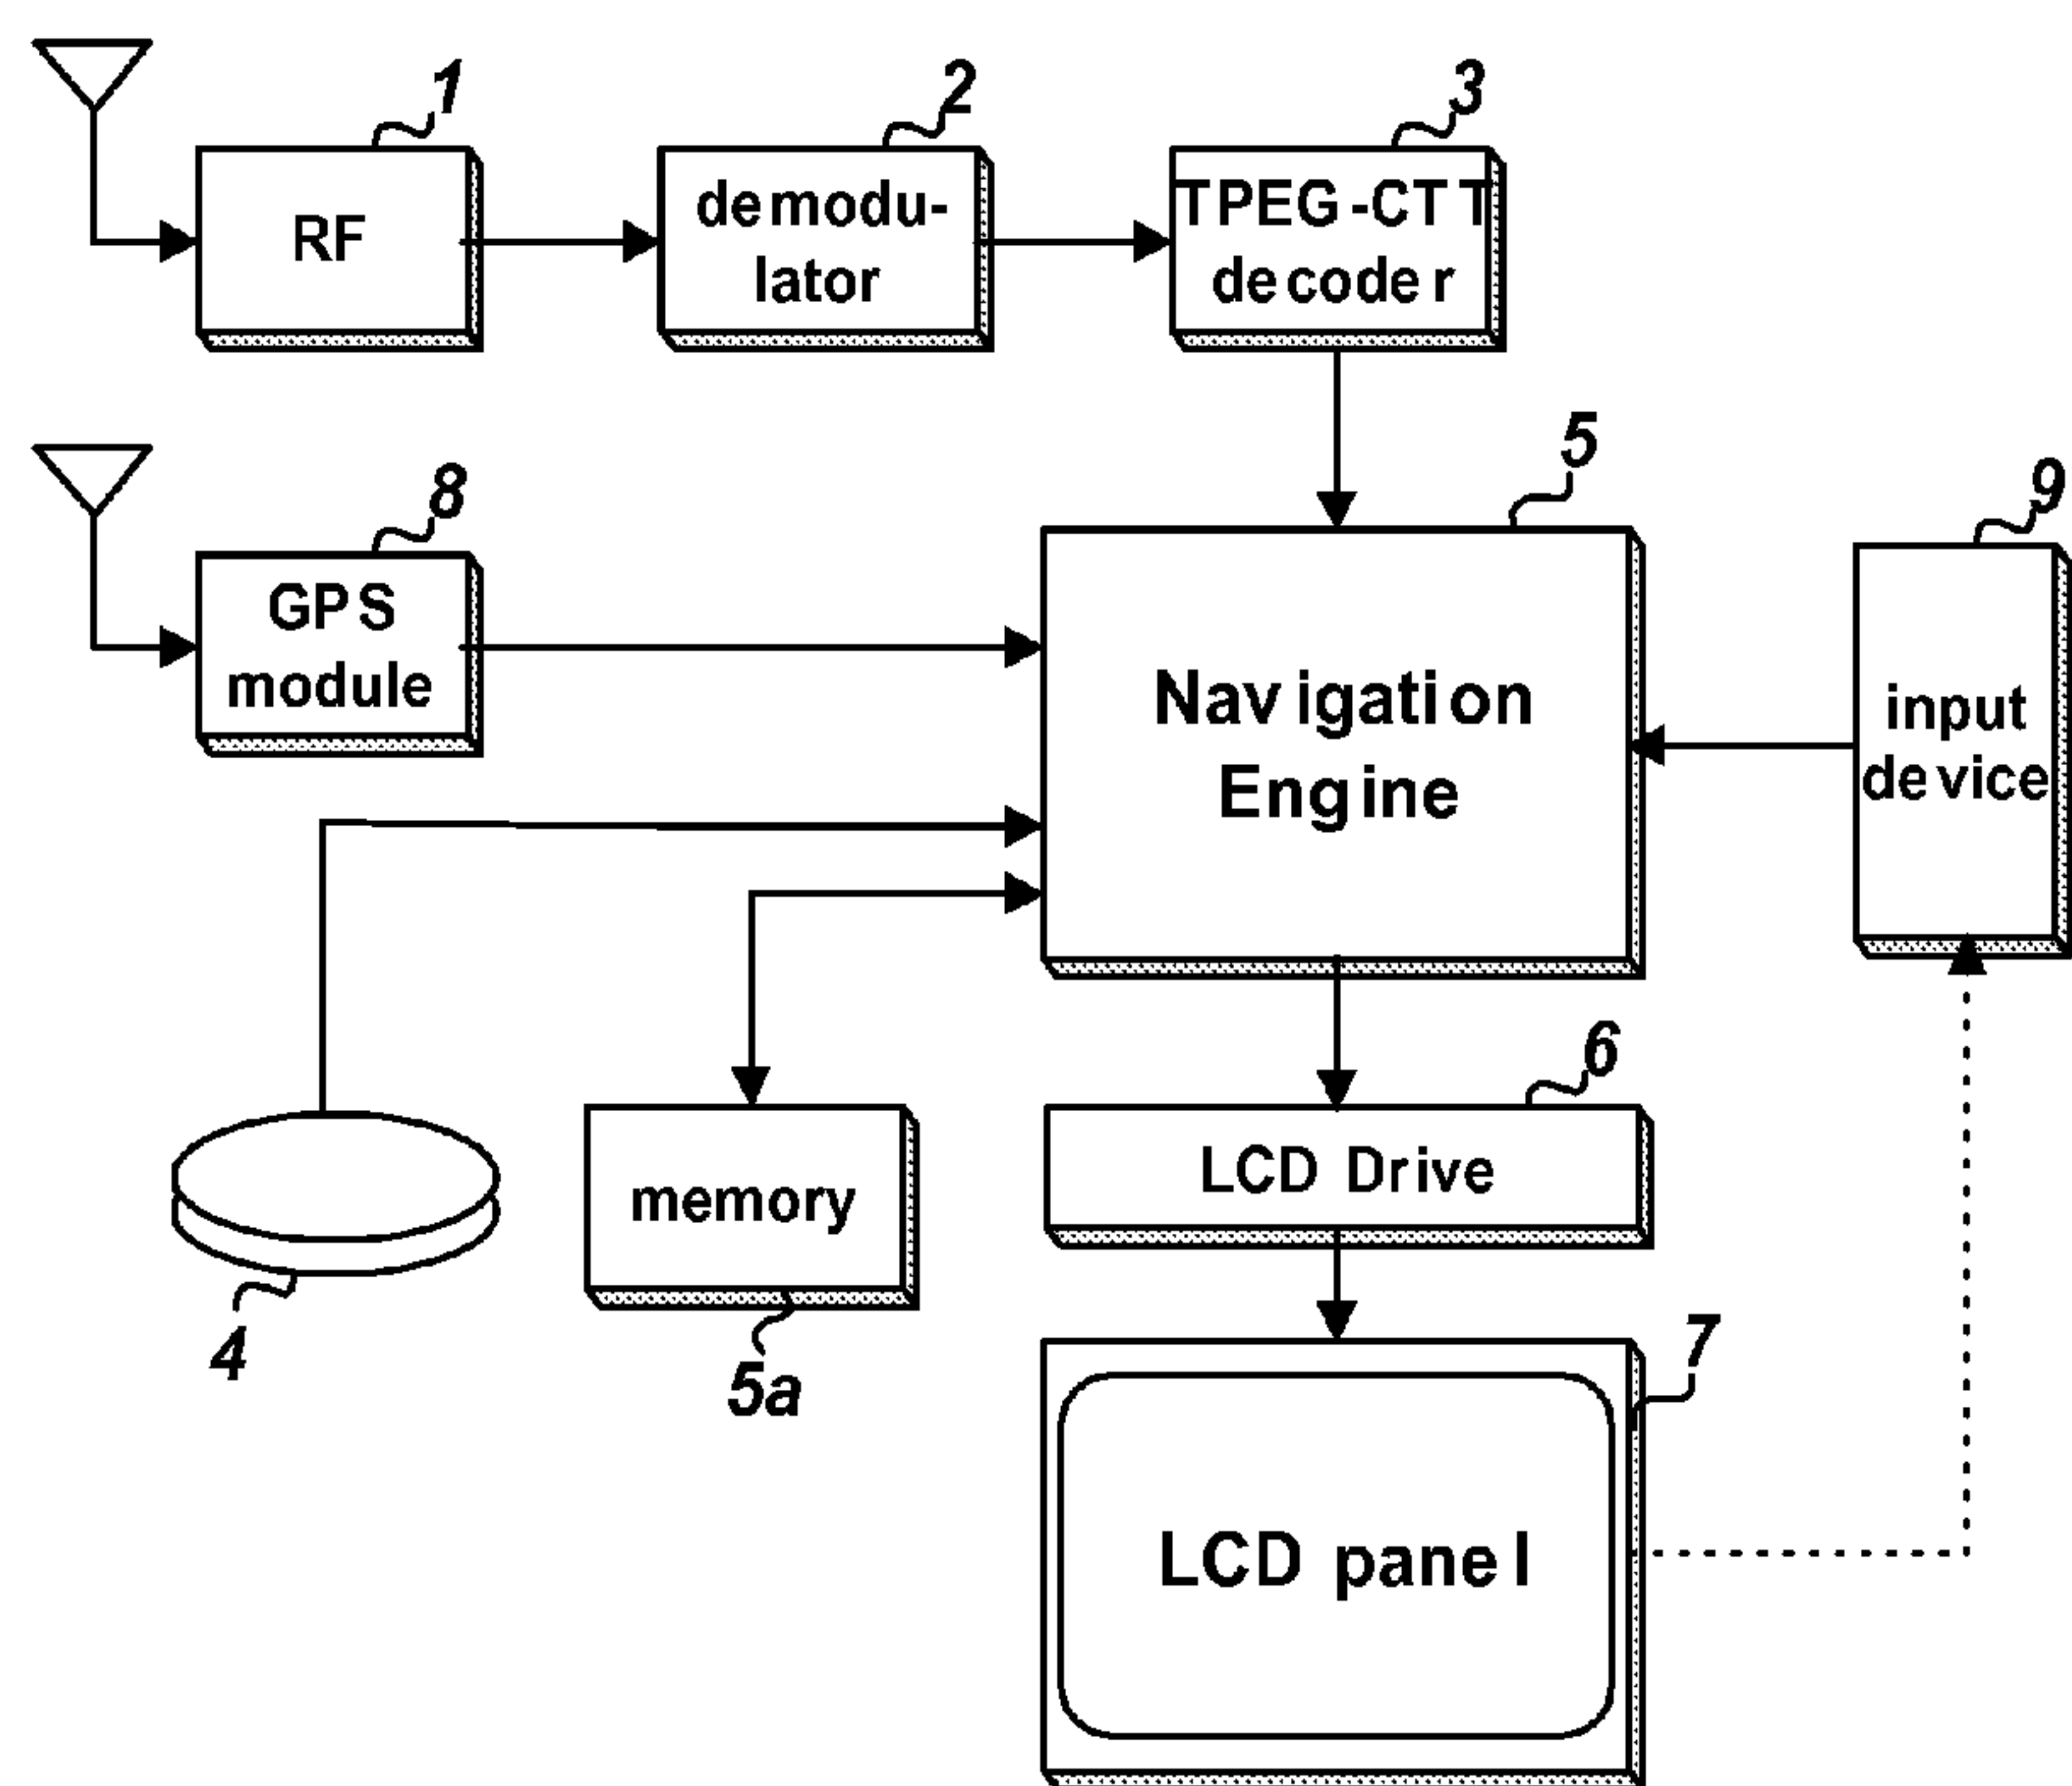 1
2
3
RF
demodu-
lator
TPEG-CTT
decoder
8
5
9
GPS
module
Navigation
Engine
input
device
6
memory
LCD Drive
4
5a
7
LCD panel